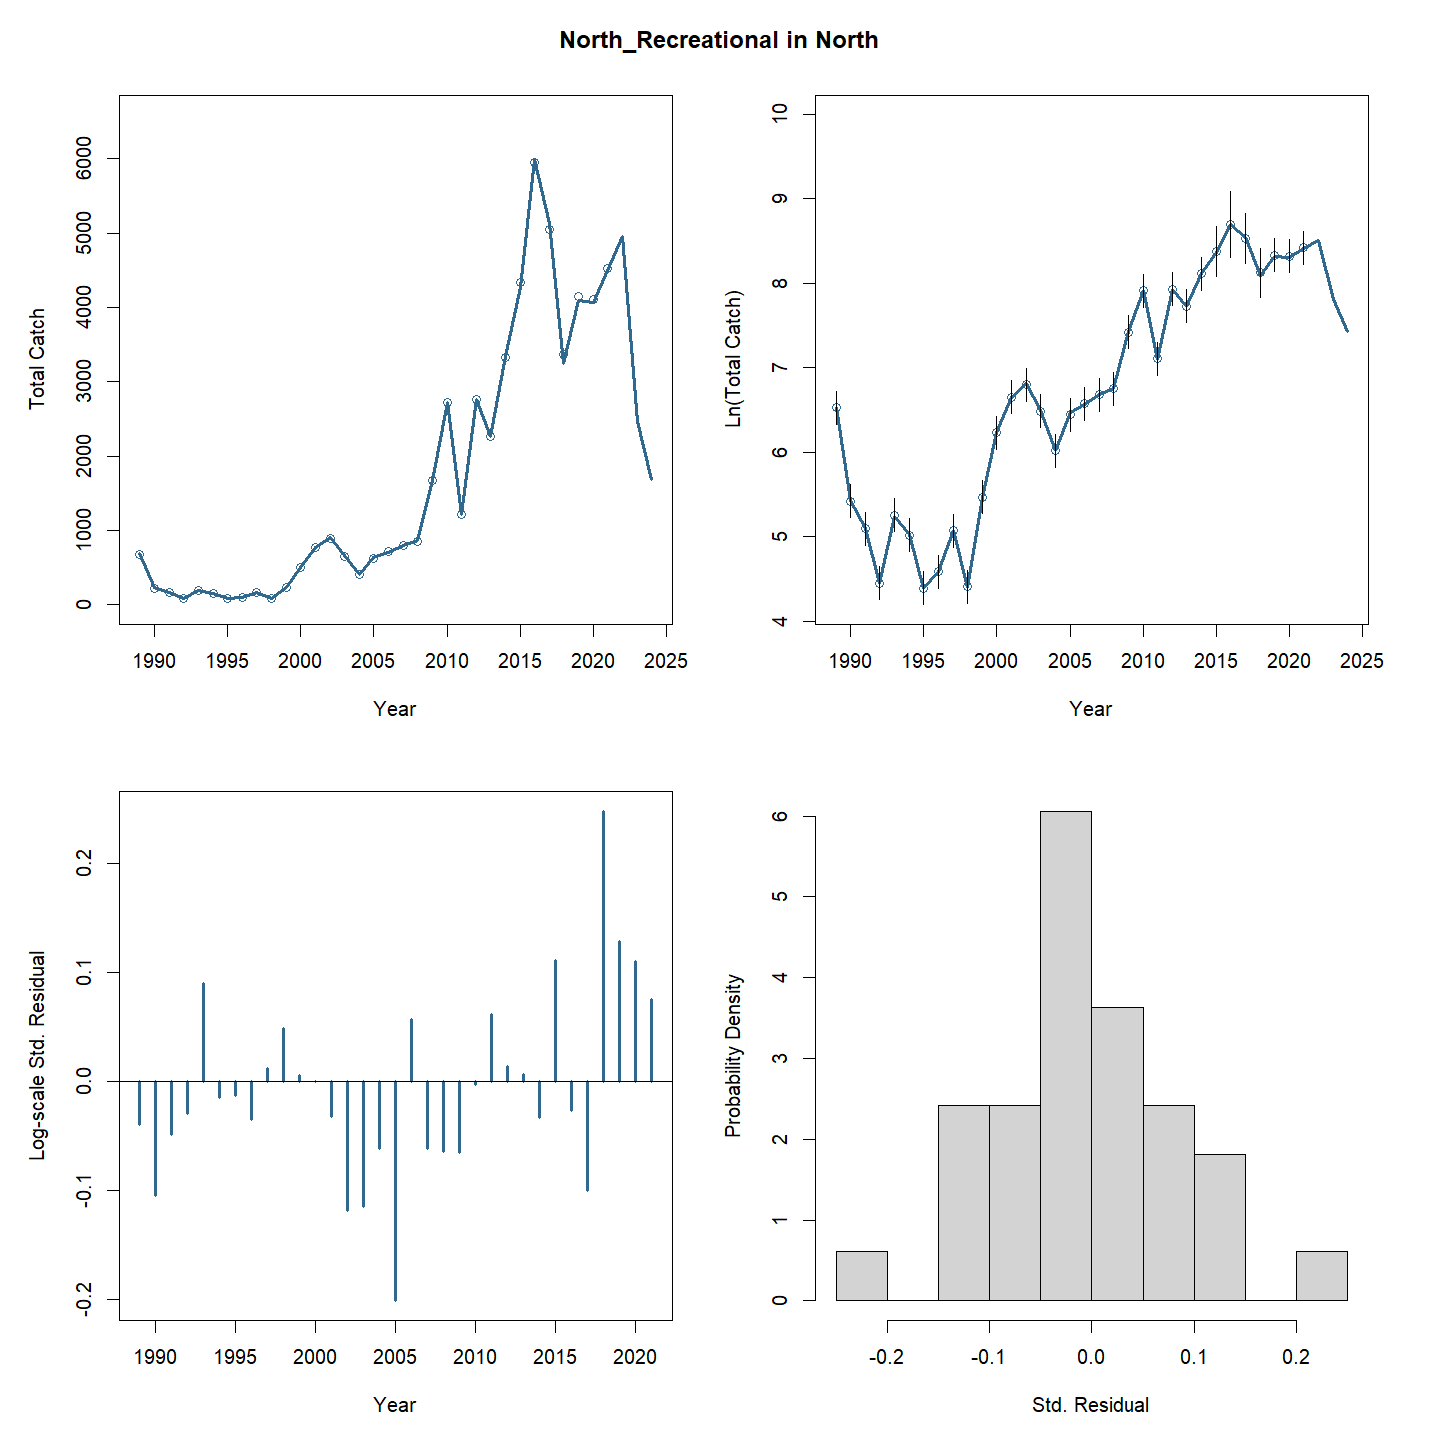 North_Recreational in North
Total Catch
0 1000 2000 3000 4000 5000 6000
1990 1995 2000 2005 2010 2015 2020 2025
Year
Ln(Total Catch)
4 5 6 7 8 9 10
1990 1995 2000 2005 2010 2015 2020 2025
Year
Log-scale Std. Residual
-0.2 -0.1 0.0 0.1 0.2
1990 1995 2000 2005 2010 2015 2020
Year
Probability Density
0 1 2 3 4 5 6
-0.2 -0.1 0.0 0.1 0.2
Std. Residual